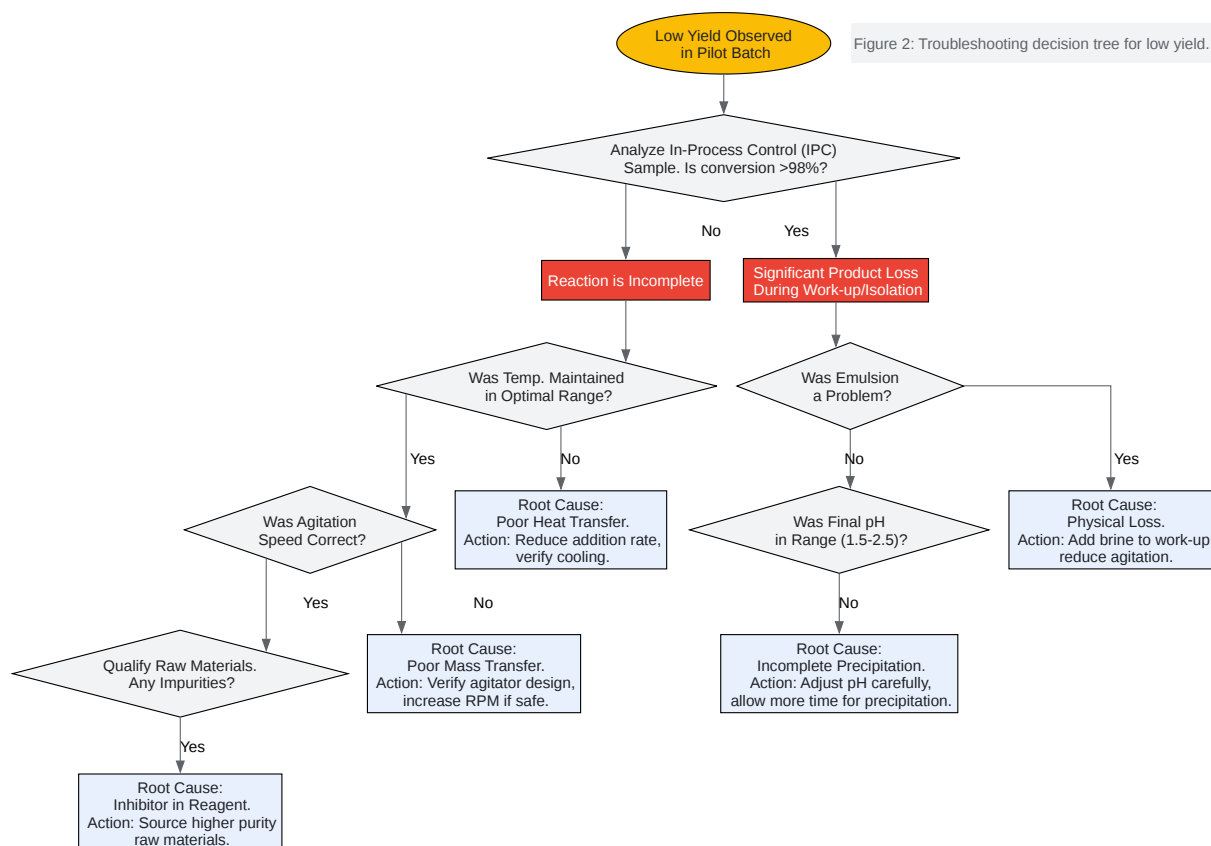 Low Yield Observed
in Pilot Batch
Figure 2: Troubleshooting decision tree for low yield.
Analyze In-Process Control (IPC)
Sample. Is conversion >98%?
No
Yes
Reaction is Incomplete
Significant Product Loss
During Work-up/Isolation
Was Temp. Maintained
in Optimal Range?
Was Emulsion
a Problem?
Yes
No
No
Yes
Was Agitation
Speed Correct?
Root Cause:
Poor Heat Transfer.
Action: Reduce addition rate,
verify cooling.
Was Final pH
in Range (1.5-2.5)?
Root Cause:
Physical Loss.
Action: Add brine to work-up
reduce agitation.
Yes
No
No
Qualify Raw Materials.
Any Impurities?
Root Cause:
Poor Mass Transfer.
Action: Verify agitator design,
increase RPM if safe.
Root Cause:
Incomplete Precipitation.
Action: Adjust pH carefully,
allow more time for precipitation.
Yes
Root Cause:
Inhibitor in Reagent.
Action: Source higher purity
raw materials.